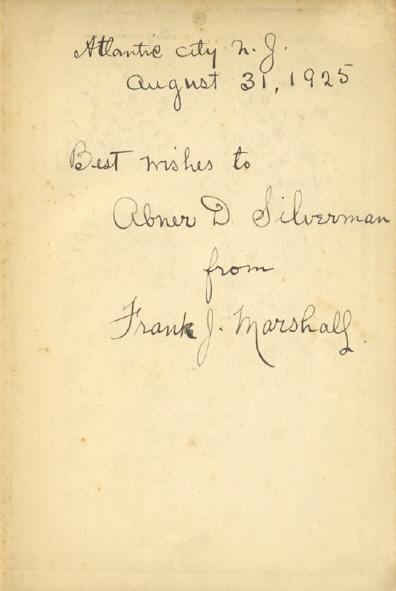 Atlantic city N. J.
August 31, 1925
Best wishes to
Abner D. Silverman
from
Frank J. Marshall.